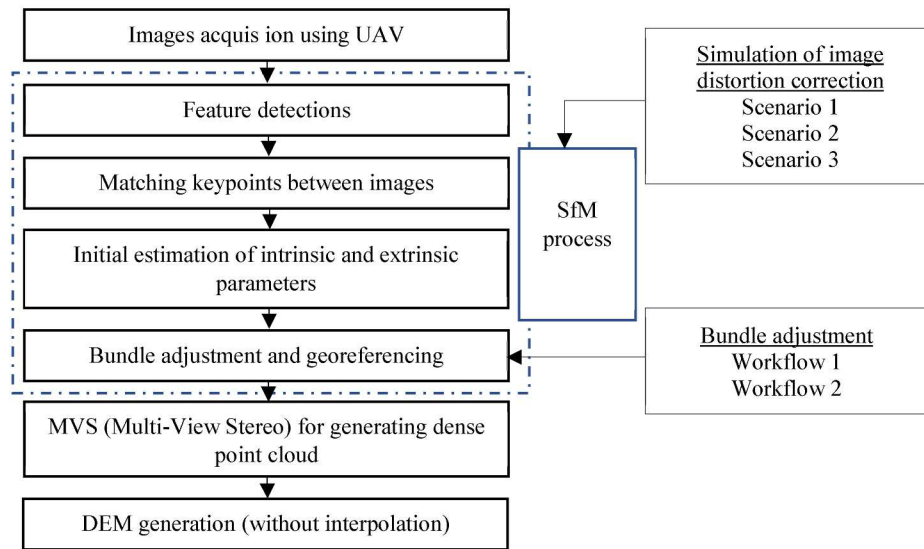 Images acquis ion using UAV
Feature detections
Matching keypoints between images
Initial estimation of intrinsic and extrinsic
parameters
Bundle adjustment and georeferencing
MVS (Multi-View Stereo) for generating dense
point cloud
DEM generation (without interpolation)
SfM
process
Simulation of image
distortion correction
Scenario 1
Scenario 2
Scenario 3
Bundle adjustment
Workflow 1
Workflow 2